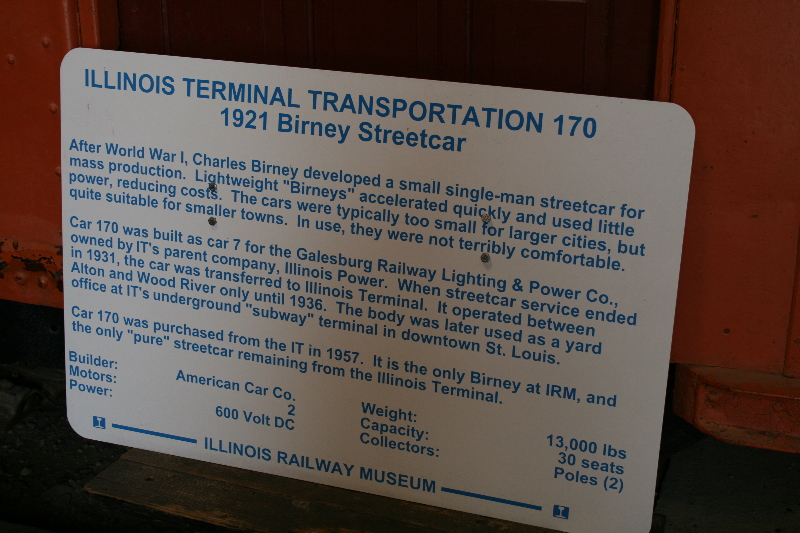 ILLINOIS TERMINAL TRANSPORTATION 170
1921 Birney Streetcar
After World War I, Charles Birney developed a small single-man streetcar for
mass production. Lightweight "Birneys" accelerated quickly and used little
power, reducing costs. The cars were typically too small for larger cities, but
quite suitable for smaller towns. In use, they were not terribly comfortable.
Car 170 was built as car 7 for the Galesburg Railway Lighting & Power Co.,
owned by IT's parent company, Illinois Power. When streetcar service ended
in 1931, the car was transferred to Illinois Terminal. It operated between
Alton and Wood River only until 1936. The body was later used as a yard
office at IT's underground "subway" terminal in downtown St. Louis.
Car 170 was purchased from the IT in 1957. It is the only Birney at IRM, and
the only "pure" streetcar remaining from the Illinois Terminal.
Builder: American Car Co.
Motors: 2
Power: 600 Volt DC
Weight: 13,000 lbs
Capacity: 30 seats
Collectors: Poles (2)
ILLINOIS RAILWAY MUSEUM